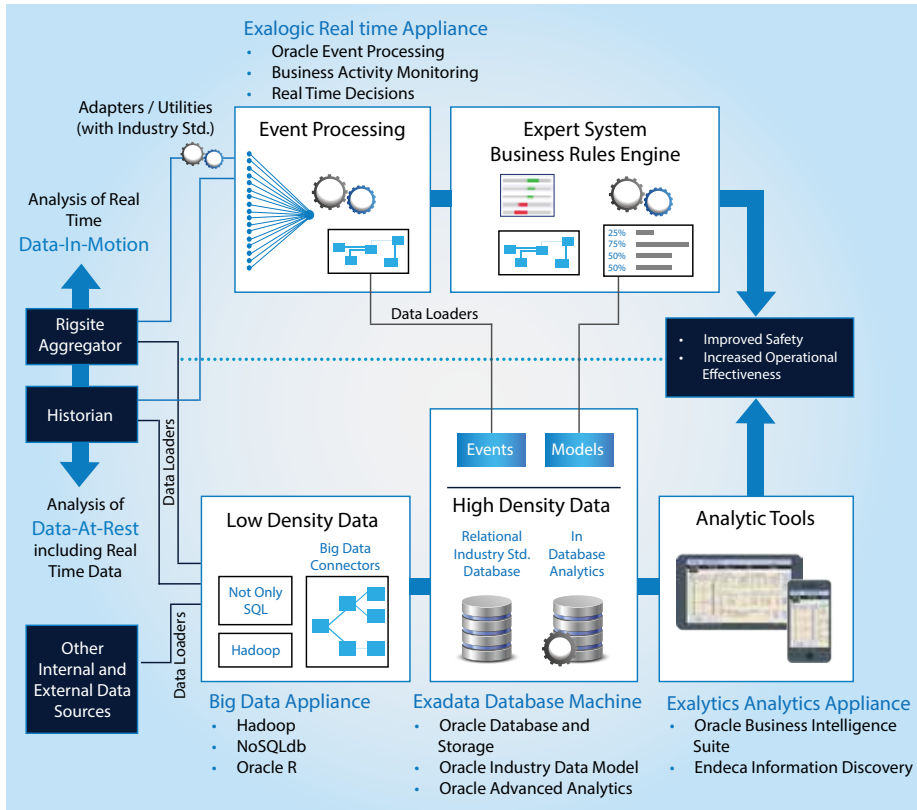 Exalogic Real time Appliance
• Oracle Event Processing
• Business Activity Monitoring
• Real Time Decisions
Adapters / Utilities
(with Industry Std.)
Event Processing
Expert System
Business Rules Engine
25%
75%
50%
50%
Analysis of Real
Time
Data-In-Motion
Rigsite
Aggregator
Historian
Analysis of
Data-At-Rest
including Real
Time Data
Other
Internal and
External Data
Sources
Data Loaders
Data Loaders
Data Loaders
• Improved Safety
• Increased Operational
Effectiveness
Low Density Data
Big Data
Connectors
Not Only
SQL
Hadoop
Big Data Appliance
• Hadoop
• NoSQLdb
• Oracle R
Events
Models
High Density Data
Relational
Industry Std.
Database
In
Database
Analytics
Exadata Database Machine
• Oracle Database and
Storage
• Oracle Industry Data Model
• Oracle Advanced Analytics
Analytic Tools
Exalytics Analytics Appliance
• Oracle Business Intelligence
Suite
• Endeca Information Discovery